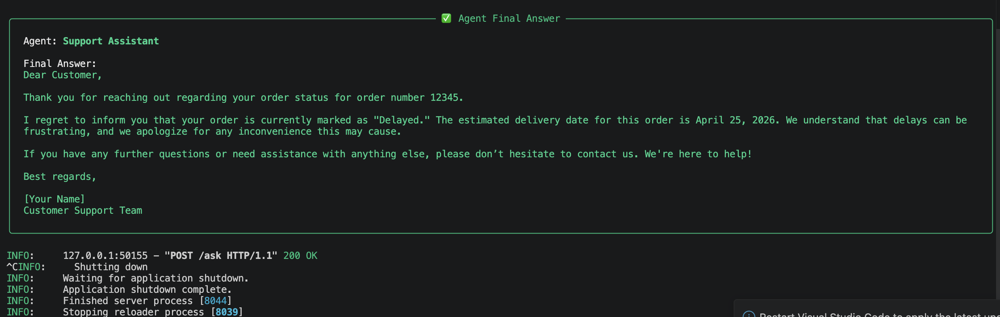 ✅ Agent Final Answer
Agent: Support Assistant
Final Answer:
Dear Customer,
Thank you for reaching out regarding your order status for order number 12345.
I regret to inform you that your order is currently marked as "Delayed." The estimated delivery date for this order is April 25, 2026. We understand that delays can be
frustrating, and we apologize for any inconvenience this may cause.
If you have any further questions or need assistance with anything else, please don’t hesitate to contact us. We're here to help!
Best regards,
[Your Name]
Customer Support Team
INFO:     127.0.0.1:50155 - "POST /ask HTTP/1.1" 200 OK
^CINFO:     Shutting down
INFO:     Waiting for application shutdown.
INFO:     Application shutdown complete.
INFO:     Finished server process [8044]
INFO:     Stopping reloader process [8039]
Restart Visual Studio Code to apply the latest